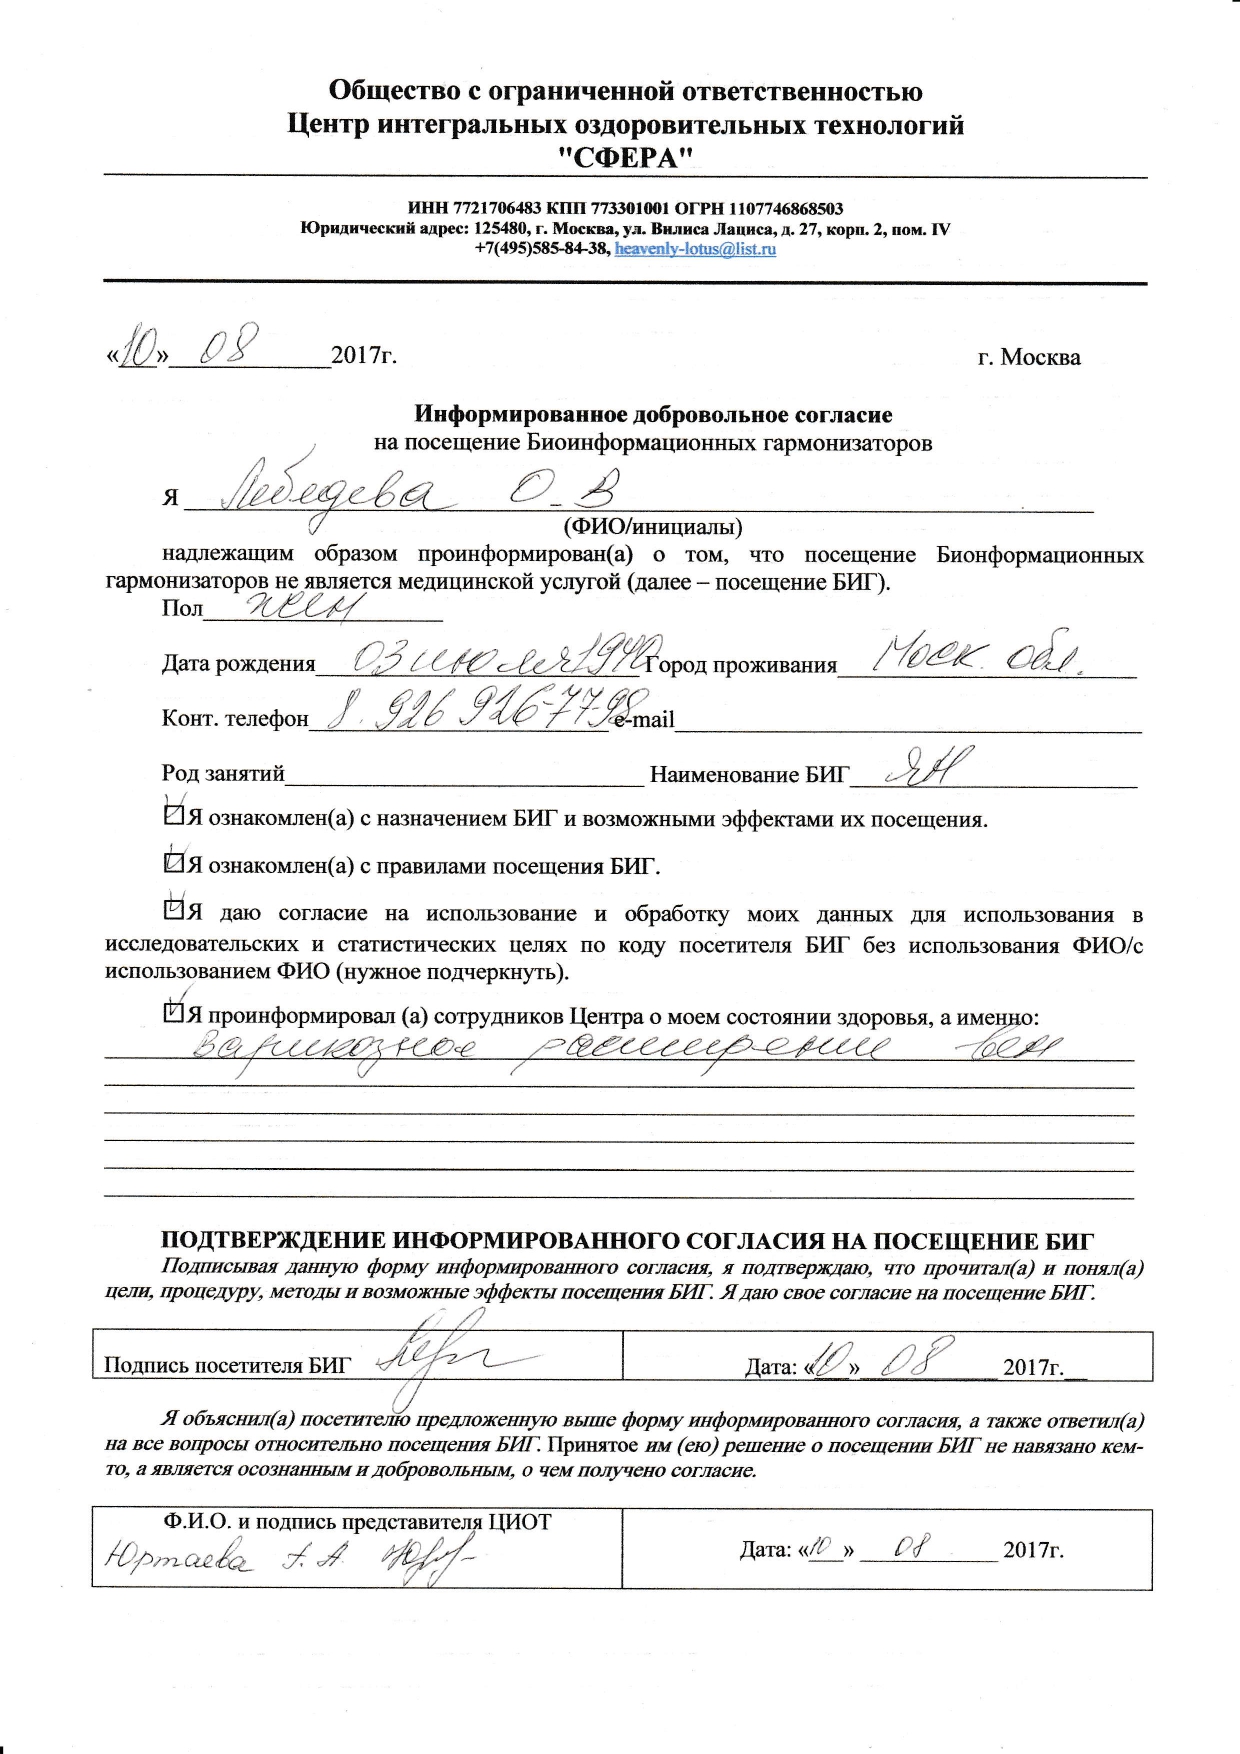 Общество с ограниченной ответственностью
Центр интегральных оздоровительных технологий
"СФЕРА"
ИНН 7721706483 КПП 773301001 ОГРН 1107746868503
Юридический адрес: 125480, г. Москва, ул. Вилиса Лациса, д. 27, корп. 2, пом. IV
+7(495)585-84-38, heavenly-lotus@list.ru
«10» 08 2017г. г. Москва
Информированное добровольное согласие
на посещение Биоинформационных гармонизаторов
Я Лебедева О В
(ФИО/инициалы)
надлежащим образом проинформирован(а) о том, что посещение Бионформационных
гармонизаторов не является медицинской услугой (далее – посещение БИГ).
Пол жен
Дата рождения 03 июля 1940 Город проживания Моск. обл.
Конт. телефон 8. 926 926-77-98 e-mail
Род занятий Наименование БИГ ЯН
Я ознакомлен(а) с назначением БИГ и возможными эффектами их посещения.
Я ознакомлен(а) с правилами посещения БИГ.
Я даю согласие на использование и обработку моих данных для использования в
исследовательских и статистических целях по коду посетителя БИГ без использования ФИО/с
использованием ФИО (нужное подчеркнуть).
Я проинформировал (а) сотрудников Центра о моем состоянии здоровья, а именно:
варикозное расширение вен
ПОДТВЕРЖДЕНИЕ ИНФОРМИРОВАННОГО СОГЛАСИЯ НА ПОСЕЩЕНИЕ БИГ
Подписывая данную форму информированного согласия, я подтверждаю, что прочитал(а) и понял(а)
цели, процедуру, методы и возможные эффекты посещения БИГ. Я даю свое согласие на посещение БИГ.
Подпись посетителя БИГ Дата: «10» 08 2017г.
Я объяснил(а) посетителю предложенную выше форму информированного согласия, а также ответил(а)
на все вопросы относительно посещения БИГ. Принятое им (ею) решение о посещении БИГ не навязано кем-
то, а является осознанным и добровольным, о чем получено согласие.
Ф.И.О. и подпись представителя ЦИОТ
Юртаева Г. А. Дата: «10» 08 2017г.